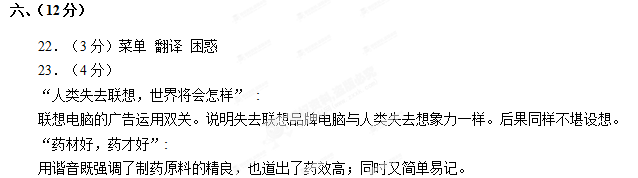 六、（12分）
22．（3分）菜单 翻译 困惑
23．（4分）
“人类失去联想，世界将会怎样”：
联想电脑的广告运用双关。说明失去联想品牌电脑与人类失去想象力一样。后果同样不堪设想。
“药材好，药才好”：
用谐音既强调了制药原料的精良，也道出了药效高；同时又简单易记。